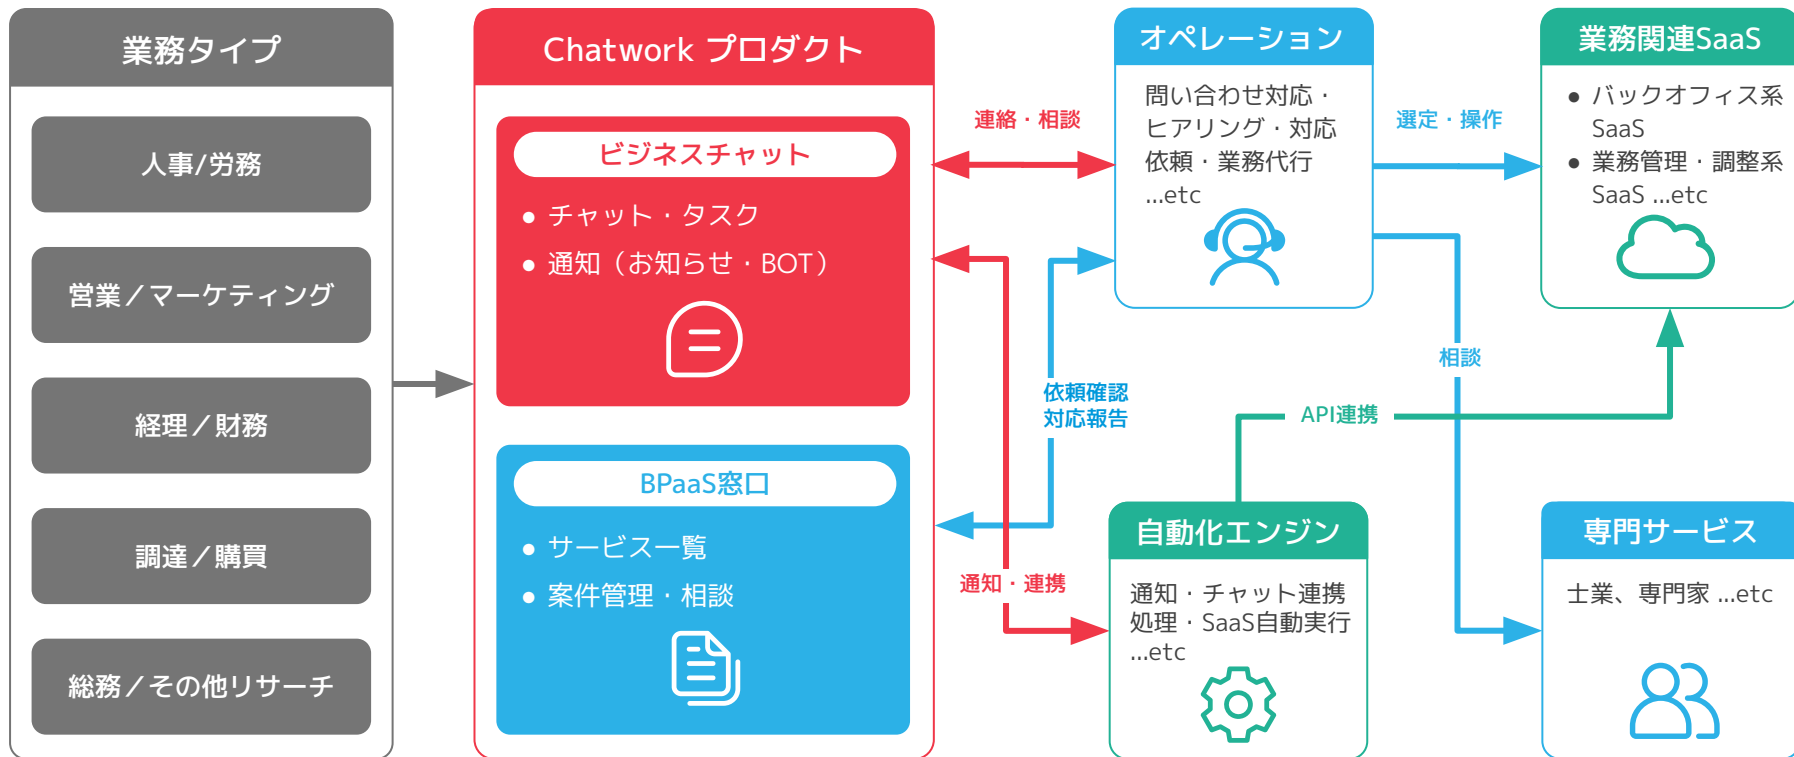 業務タイプ
人事/労務
営業／マーケティング
経理／財務
調達／購買
総務／その他リサーチ
Chatwork プロダクト
ビジネスチャット
● チャット・タスク
● 通知（お知らせ・BOT）
BPaaS窓口
● サービス一覧
● 案件管理・相談
連絡・相談
依頼確認
対応報告
通知・連携
オペレーション
問い合わせ対応・
ヒアリング・対応
依頼・業務代行
...etc
選定・操作
相談
API連携
自動化エンジン
通知・チャット連携
処理・SaaS自動実行
...etc
業務関連SaaS
● バックオフィス系
SaaS
● 業務管理・調整系
SaaS ...etc
専門サービス
士業、専門家 ...etc